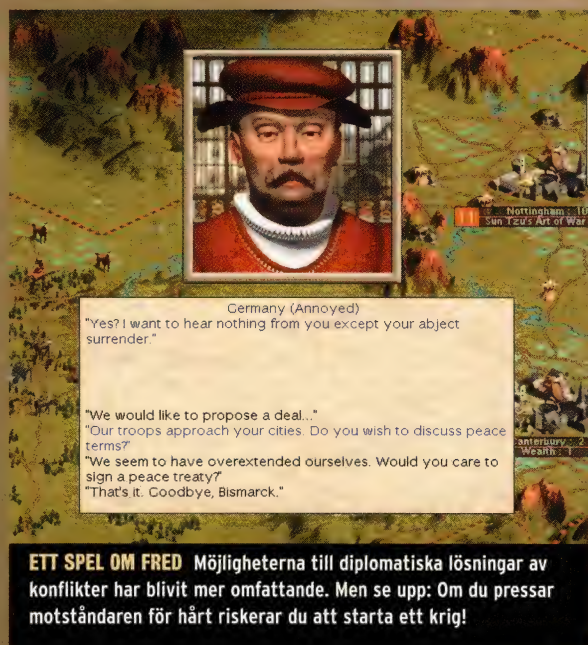 11
Nottingham : 10
Sun Tzu's Art of War
Germany (Annoyed)
"Yes? I want to hear nothing from you except your abject
surrender."
"We would like to propose a deal..."
"Our troops approach your cities. Do you wish to discuss peace
terms?"
"We seem to have overextended ourselves. Would you care to
sign a peace treaty?"
"That's it. Goodbye, Bismarck."
anterbury : 2
Wealth : 1
ETT SPEL OM FRED Möjligheterna till diplomatiska lösningar av
konflikter har blivit mer omfattande. Men se upp: Om du pressar
motståndaren för hårt riskerar du att starta ett krig!